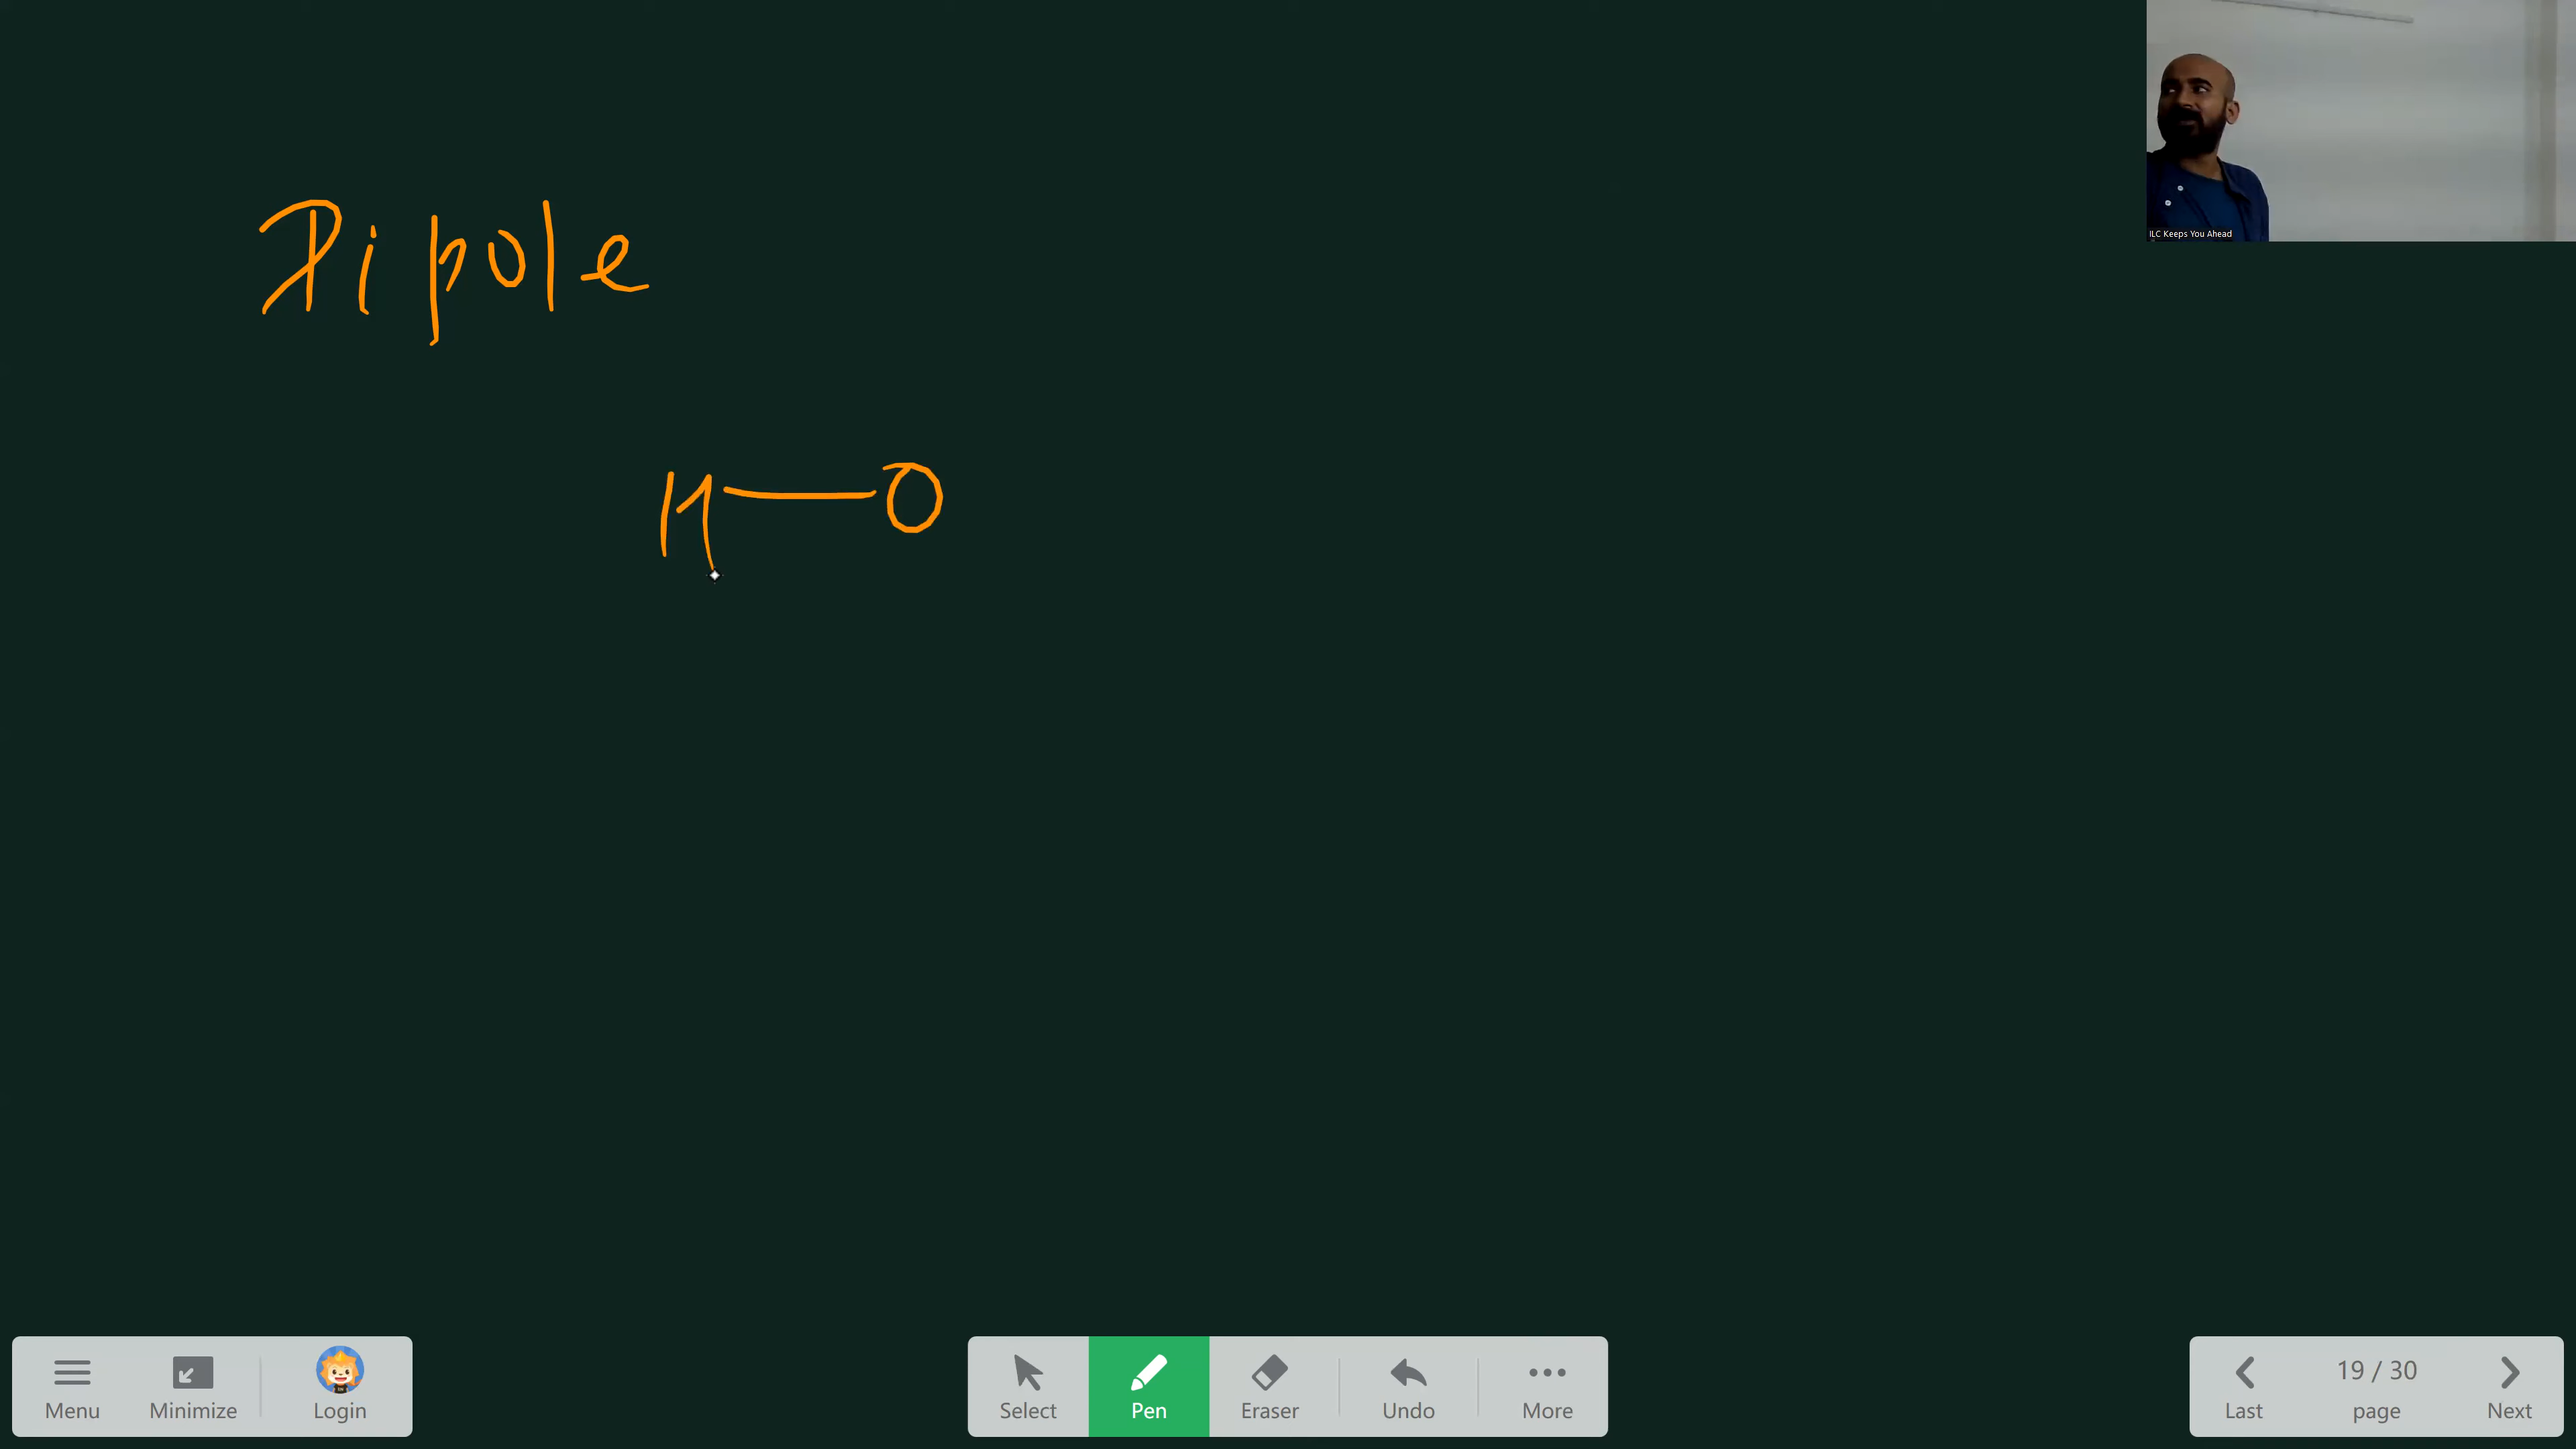 ILC Keeps You Ahead
Dipole
H—O
Menu Minimize Login Select Pen Eraser Undo More Last 19 / 30 page Next